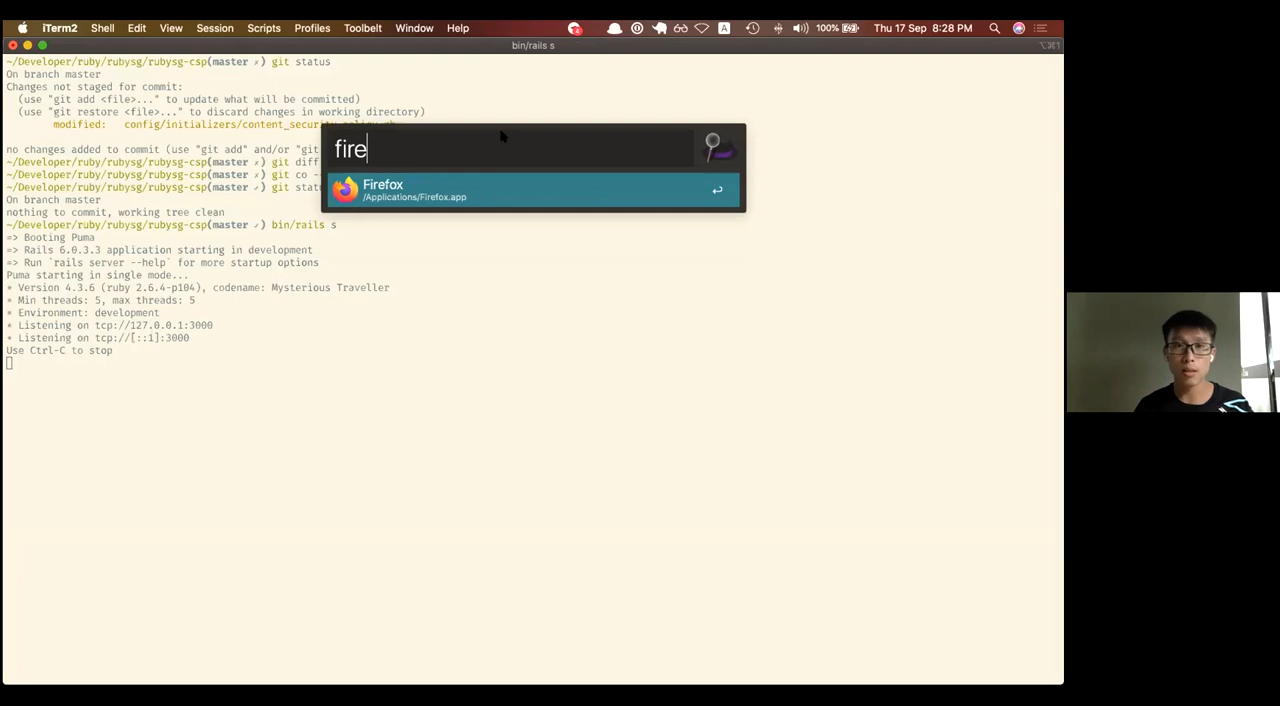 iTerm2 Shell Edit View Session Scripts Profiles Toolbelt Window Help A 100% Thu 17 Sep 8:28 PM
bin/rails s
⌥⌘1
~/Developer/ruby/rubysg/rubysg-csp(master ✗) git status
On branch master
Changes not staged for commit:
(use "git add <file>..." to update what will be committed)
(use "git restore <file>..." to discard changes in working directory)
modified: config/initializers/content_security_policy.rb
no changes added to commit (use "git add" and/or "git
~/Developer/ruby/rubysg/rubysg-csp(master ✗) git diff
~/Developer/ruby/rubysg/rubysg-csp(master ✗) git co -
~/Developer/ruby/rubysg/rubysg-csp(master ✓) git stat
On branch master
nothing to commit, working tree clean
~/Developer/ruby/rubysg/rubysg-csp(master ✓) bin/rails s
=> Booting Puma
=> Rails 6.0.3.3 application starting in development
=> Run `rails server --help` for more startup options
Puma starting in single mode...
* Version 4.3.6 (ruby 2.6.4-p104), codename: Mysterious Traveller
* Min threads: 5, max threads: 5
* Environment: development
* Listening on tcp://127.0.0.1:3000
* Listening on tcp://[::1]:3000
Use Ctrl-C to stop
fire
Firefox
/Applications/Firefox.app